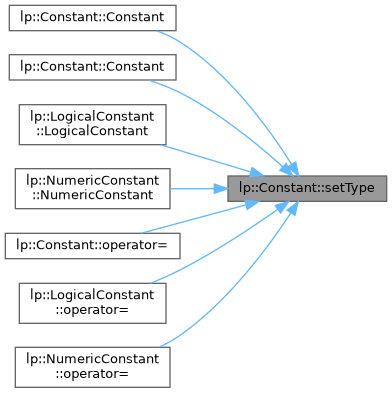 lp::Constant::Constant
lp::Constant::Constant
lp::LogicalConstant
::LogicalConstant
lp::NumericConstant
::NumericConstant
lp::Constant::setType
lp::Constant::operator=
lp::LogicalConstant
::operator=
lp::NumericConstant
::operator=